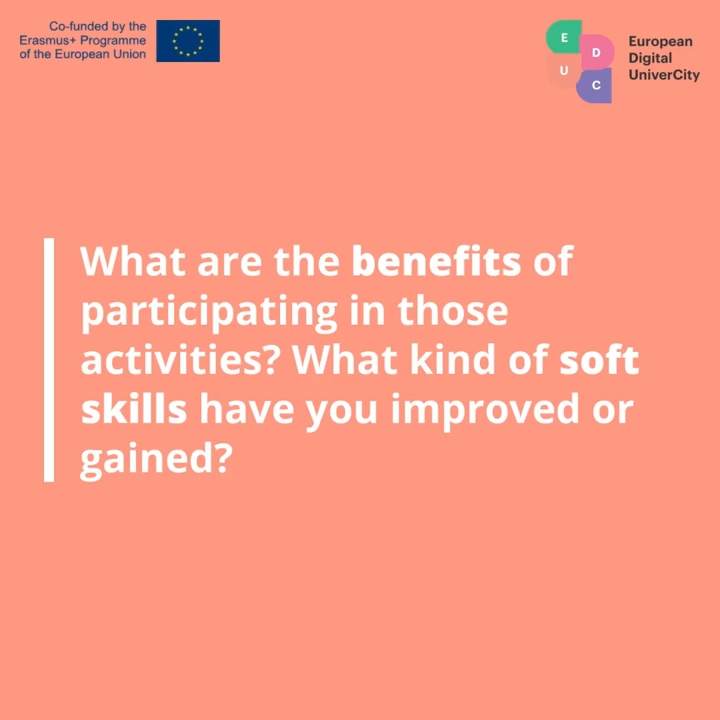 Co-funded by the
Erasmus+ Programme
of the European Union
E
D
U
C
European
Digital
UniverCity
What are the benefits of
participating in those
activities? What kind of soft
skills have you improved or
gained?